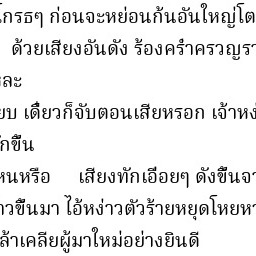 โกรธๆ ก่อนจะหย่อนก้นอันใหญ่โต
ด้วยเสียงอันดัง ร้องครำครวญรา
ละ
ยบ เดี๋ยวก็จับตอนเสียหรอก เจ้าหง
กขึ้น
หนหรือ เสียงทักเอือยๆ ดังขึ้นจา
าวขึ้นมา ไอ้หง่าวตัวร้ายหยุดโหยหว
ล้าเคลียผู้มาใหม่อย่างยินดี